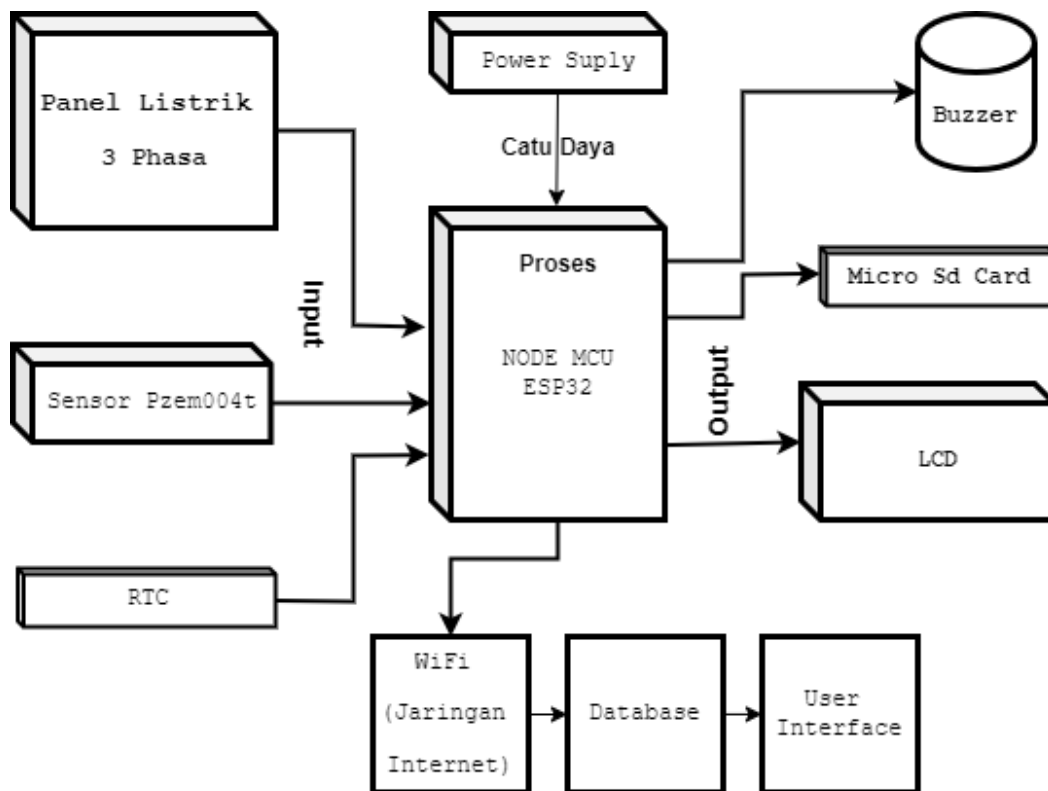 Panel Listrik
3 Phasa
Power Suply
Catu Daya
Buzzer
Proses
NODE MCU
ESP32
Input
Micro Sd Card
Sensor Pzem004t
Output
LCD
RTC
WiFi
(Jaringan
Internet)
Database
User
Interface